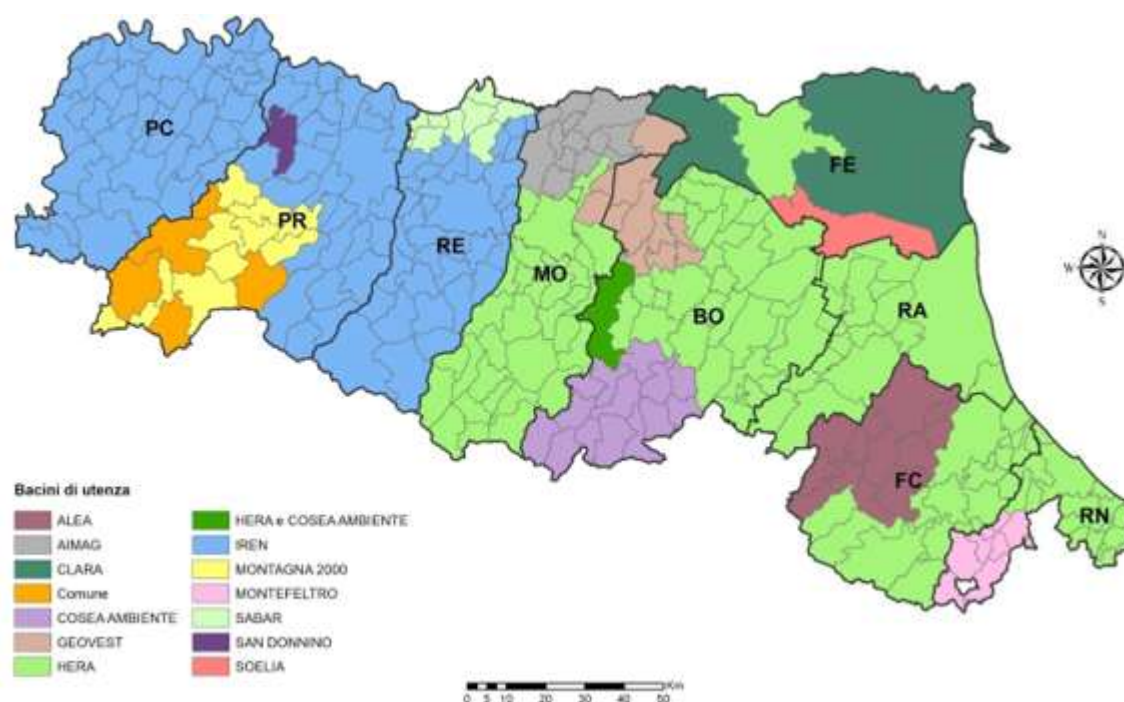 PC
FE
PR
RE
MO
BO
RA
FC
RN
N
W
E
S
Bacini di utenza
ALEA
AIMAG
CLARA
Comune
COSEA AMBIENTE
GEOVEST
HERA
HERA e COSEA AMBIENTE
IREN
MONTAGNA 2000
MONTEFELTRO
SABAR
SAN DONNINO
SOELIA
Km
0 5 10 20 30 40 50